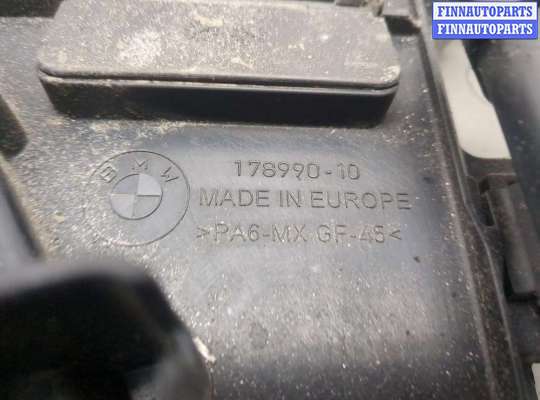 FINNAUTOPARTS
FINNAUTOPARTS
BMW
178990-10
MADE IN EUROPE
>PA6-MX GF-45<